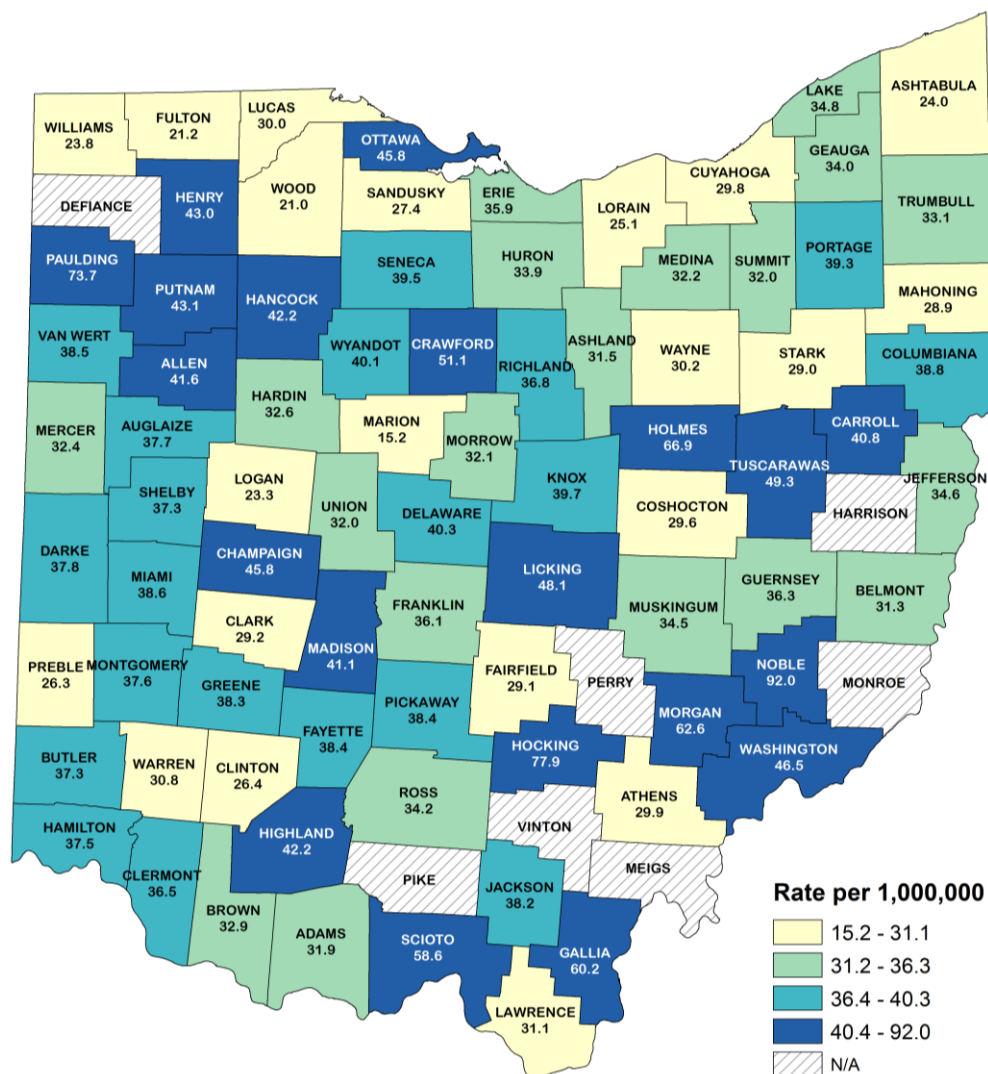 LAKE
34.8
ASHTABULA
24.0
LUCAS
30.0
FULTON
21.2
WILLIAMS
23.8
OTTAWA
45.8
GEAUGA
34.0
CUYAHOGA
29.8
WOOD
21.0
SANDUSKY
27.4
ERIE
35.9
HENRY
43.0
DEFIANCE
LORAIN
25.1
TRUMBULL
33.1
PAULDING
73.7
SENECA
39.5
HURON
33.9
MEDINA
32.2
SUMMIT
32.0
PORTAGE
39.3
PUTNAM
43.1
HANCOCK
42.2
MAHONING
28.9
VAN WERT
38.5
WYANDOT
40.1
CRAWFORD
51.1
ASHLAND
31.5
WAYNE
30.2
STARK
29.0
COLUMBIANA
38.8
ALLEN
41.6
RICHLAND
36.8
HARDIN
32.6
MERCER
32.4
AUGLAIZE
37.7
MARION
15.2
MORROW
32.1
HOLMES
66.9
CARROLL
40.8
TUSCARAWAS
49.3
LOGAN
23.3
KNOX
39.7
JEFFERSON
34.6
SHELBY
37.3
UNION
32.0
DELAWARE
40.3
COSHOCTON
29.6
HARRISON
DARKE
37.8
CHAMPAIGN
45.8
MIAMI
38.6
LICKING
48.1
GUERNSEY
36.3
BELMONT
31.3
FRANKLIN
36.1
MUSKINGUM
34.5
CLARK
29.2
MADISON
41.1
PREBLE
26.3
MONTGOMERY
37.6
FAIRFIELD
29.1
PERRY
NOBLE
92.0
MONROE
GREENE
38.3
PICKAWAY
38.4
MORGAN
62.6
FAYETTE
38.4
HOCKING
77.9
WASHINGTON
46.5
BUTLER
37.3
WARREN
30.8
CLINTON
26.4
ROSS
34.2
ATHENS
29.9
HAMILTON
37.5
HIGHLAND
42.2
VINTON
MEIGS
CLERMONT
36.5
PIKE
JACKSON
38.2
BROWN
32.9
ADAMS
31.9
SCIOTO
58.6
GALLIA
60.2
LAWRENCE
31.1
Rate per 1,000,000
15.2 - 31.1
31.2 - 36.3
36.4 - 40.3
40.4 - 92.0
N/A